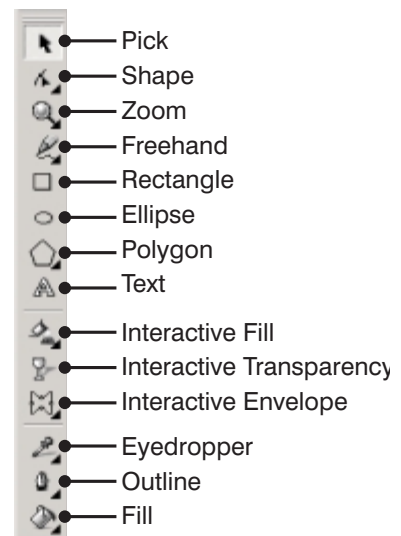 Pick
Shape
Zoom
Freehand
Rectangle
Ellipse
Polygon
Text
Interactive Fill
Interactive Transparency
Interactive Envelope
Eyedropper
Outline
Fill